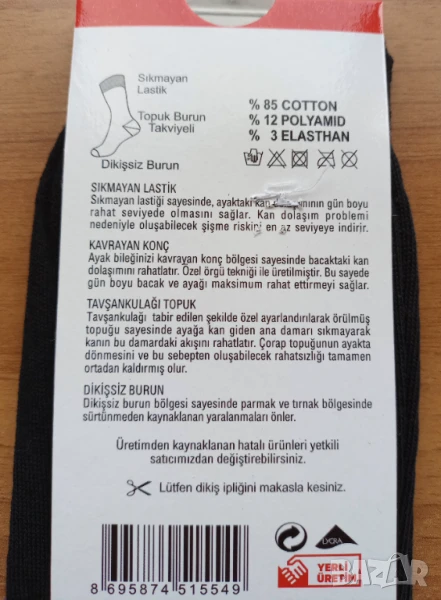 Sıkmayan
Lastik
Topuk Burun
Takviyeli
Dikişsiz Burun
% 85 COTTON
% 12 POLYAMID
% 3 ELASTHAN
SIKMAYAN LASTİK
Sıkmayan lastiği sayesinde, ayaktaki kan dolaşımının gün boyu
rahat seviyede olmasını sağlar. Kan dolaşım problemi
nedeniyle oluşabilecek şişme riskini en az seviyeye indirir.
KAVRAYAN KONÇ
Ayak bileğinizi kavrayan konç bölgesi sayesinde bacaktaki kan
dolaşımını rahatlatır. Özel örgü tekniği ile üretilmiştir. Bu sayede
gün boyu bacak ve ayağı maksimum rahat ettirmeyi sağlar.
TAVŞANKULAĞI TOPUK
Tavşankulağı tabir edilen şekilde özel ayarlandırılarak örülmüş
topuğu sayesinde ayağa kan giden ana damarı sıkmayarak
kanın bu damardaki akışını rahatlatır. Çorap topuğunun ayakta
dönmesini ve bu sebepten oluşabilecek rahatsızlığı tamamen
ortadan kaldırmış olur.
DİKİŞSİZ BURUN
Dikişsiz burun bölgesi sayesinde parmak ve tırnak bölgesinde
sürtünmeden kaynaklanan yaralanmaları önler.
Üretimden kaynaklanan hatalı ürünleri yetkili
satıcımızdan değiştirebilirsiniz.
Lütfen dikiş ipliğini makasla kesiniz.
8 695874 515549
LYCRA
YERLİ
ÜRETİM
BAZAR